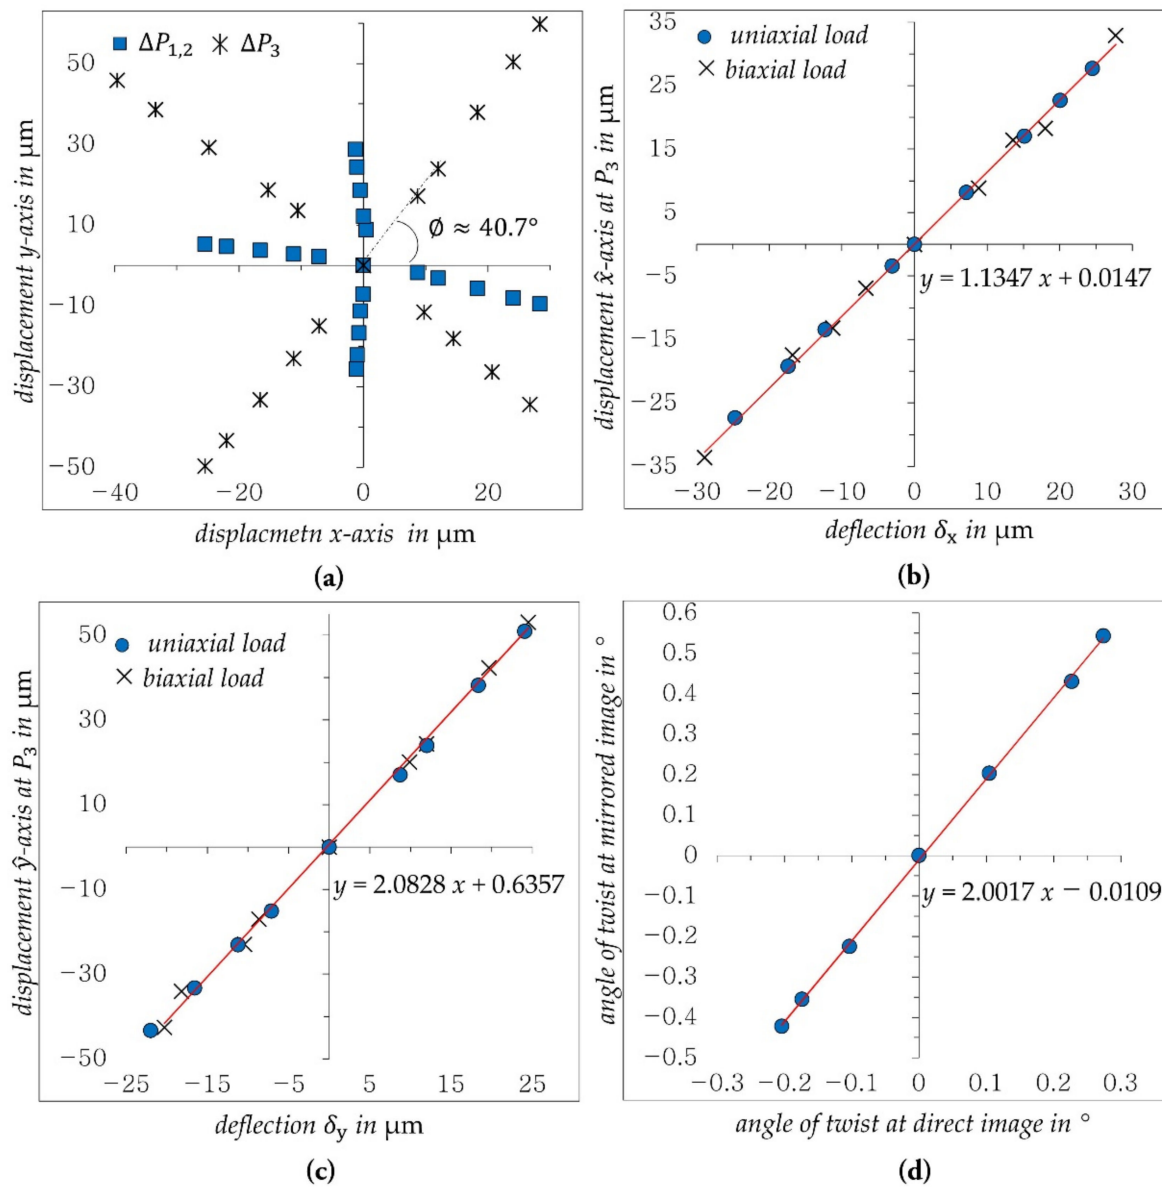 ΔP1,2 ΔP3
50
30
10
−10
−30
−50
−40 −20 0 20
∅ ≈ 40.7°
displacement y-axis in μm
displacmetn x-axis in μm
(a)
uniaxial load
biaxial load
35
25
15
5
−5
−15
−25
−35
−30 −20 −10 0 10 20 30
y = 1.1347 x + 0.0147
displacement x̂-axis at P3 in μm
deflection δx in μm
(b)
uniaxial load
biaxial load
50
30
10
−10
−30
−50
−25 −15 −5 5 15 25
y = 2.0828 x + 0.6357
displacement ŷ-axis at P3 in μm
deflection δy in μm
(c)
0.6
0.5
0.4
0.3
0.2
0.1
0
−0.1
−0.2
−0.3
−0.4
−0.5
−0.3 −0.2 −0.1 0 0.1 0.2 0.3
y = 2.0017 x − 0.0109
angle of twist at mirrored image in °
angle of twist at direct image in °
(d)